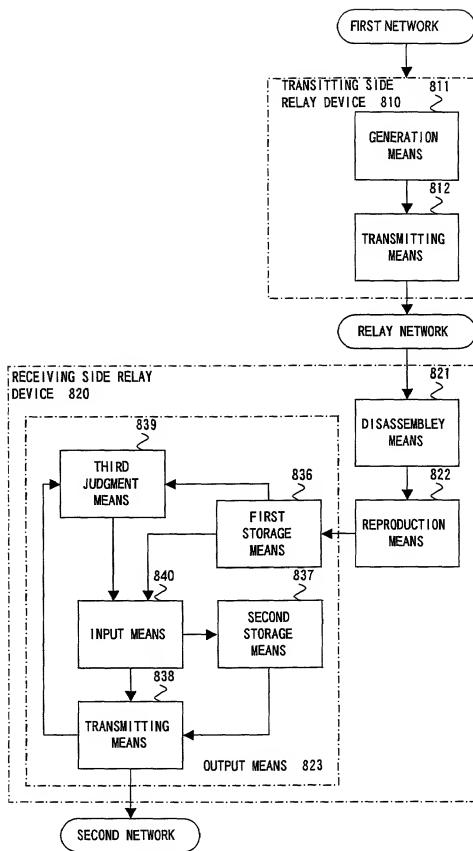 FIRST NETWORK
TRANSITTING SIDE
RELAY DEVICE 810
811
GENERATION
MEANS
812
TRANSMITTING
MEANS
RELAY NETWORK
RECEIVING SIDE RELAY
DEVICE 820
821
DISASSEMBLEY
MEANS
822
REPRODUCTION
MEANS
839
THIRD
JUDGMENT
MEANS
836
FIRST
STORAGE
MEANS
840
INPUT MEANS
837
SECOND
STORAGE
MEANS
838
TRANSMITTING
MEANS
OUTPUT MEANS 823
SECOND NETWORK